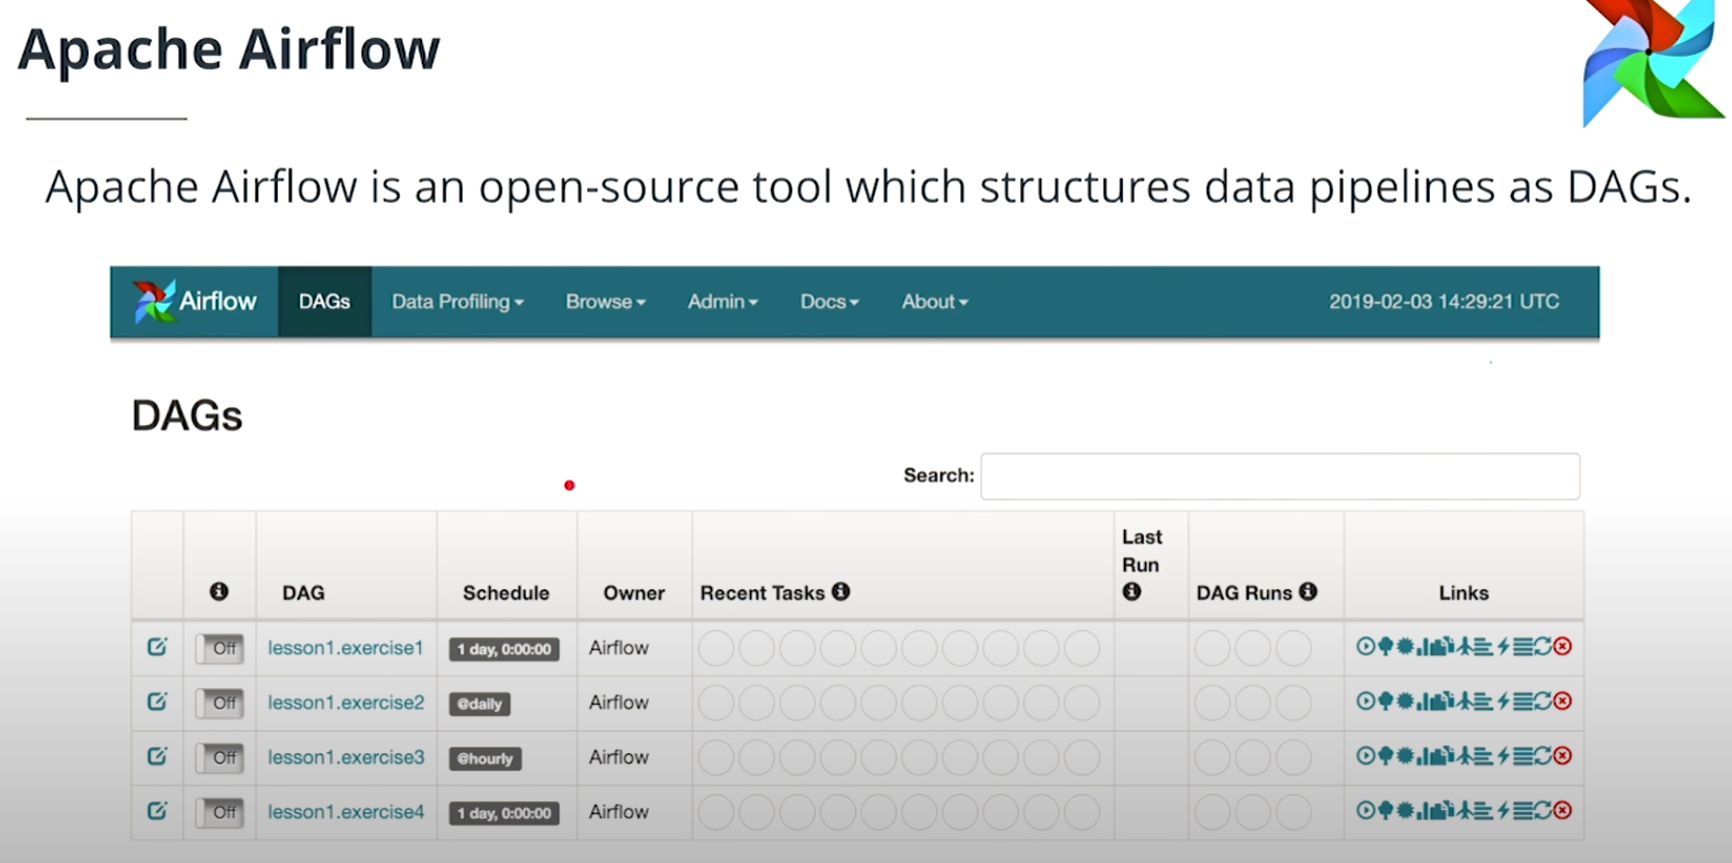 Apache Airflow
Apache Airflow is an open-source tool which structures data pipelines as DAGs.
Airflow DAGs Data Profiling Browse Admin Docs About 2019-02-03 14:29:21 UTC
DAGs
Search:
DAG Schedule Owner Recent Tasks Last Run DAG Runs Links
Off lesson1.exercise1 1 day, 0:00:00 Airflow
Off lesson1.exercise2 @daily Airflow
Off lesson1.exercise3 @hourly Airflow
Off lesson1.exercise4 1 day, 0:00:00 Airflow